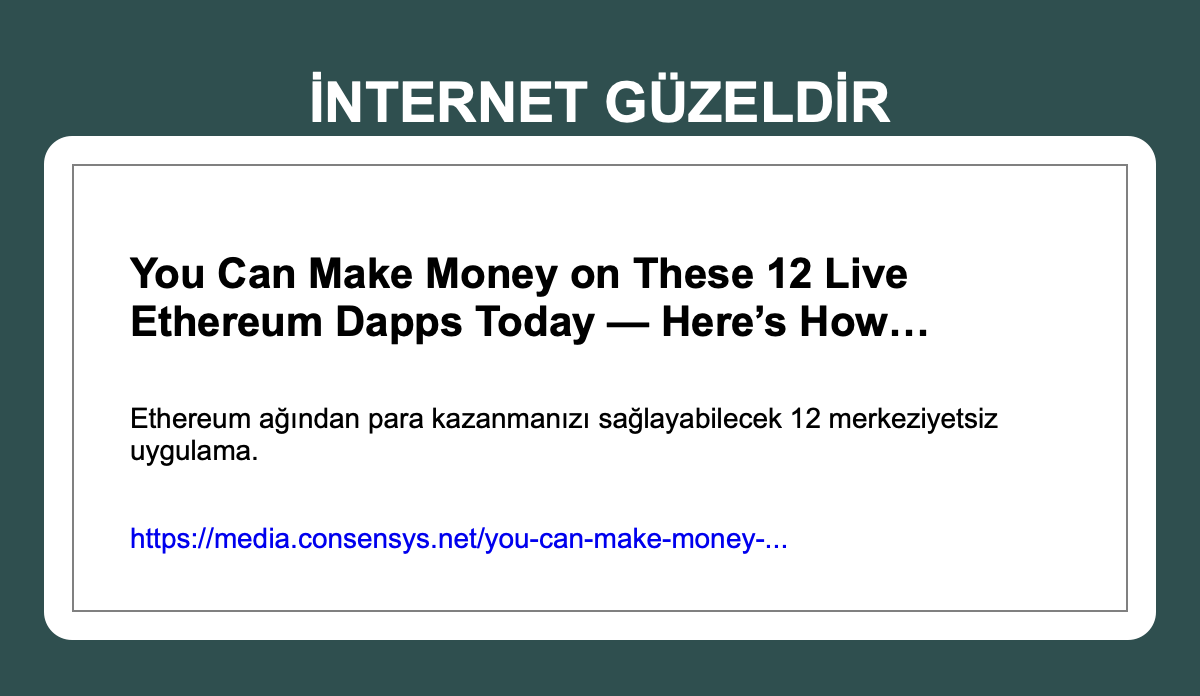 İNTERNET GÜZELDİR
You Can Make Money on These 12 Live
Ethereum Dapps Today — Here’s How…
Ethereum ağından para kazanmanızı sağlayabilecek 12 merkeziyetsiz
uygulama.
https://media.consensys.net/you-can-make-money-...